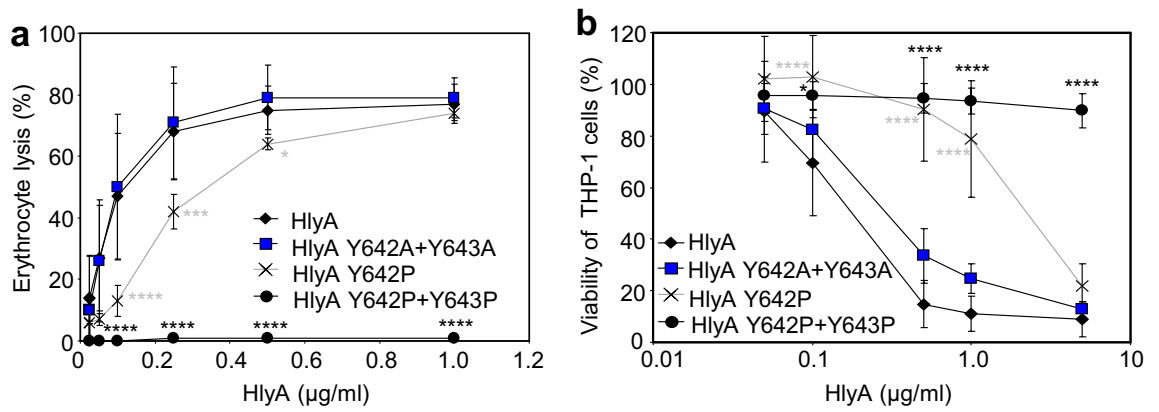 a
100
80
60
40
20
0
Erythrocyte lysis (%)
***
*
****
****
****
****
****
HlyA
HlyA Y642A+Y643A
HlyA Y642P
HlyA Y642P+Y643P
0 0.2 0.4 0.6 0.8 1.0 1.2
HlyA (µg/ml)
b
120
100
80
60
40
20
0
Viability of THP-1 cells (%)
****
****
****
****
*
****
****
HlyA
HlyA Y642A+Y643A
HlyA Y642P
HlyA Y642P+Y643P
0.01 0.1 1.0 10
HlyA (µg/ml)